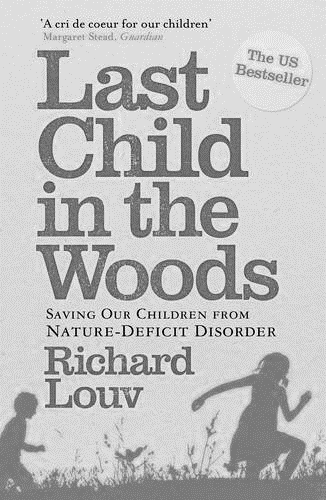 'A cri de coeur for our children'
Margaret Stead, Guardian
The US
Bestseller
Last
Child
in the
Woods
SAVING OUR CHILDREN FROM
NATURE-DEFICIT DISORDER
Richard
Louv